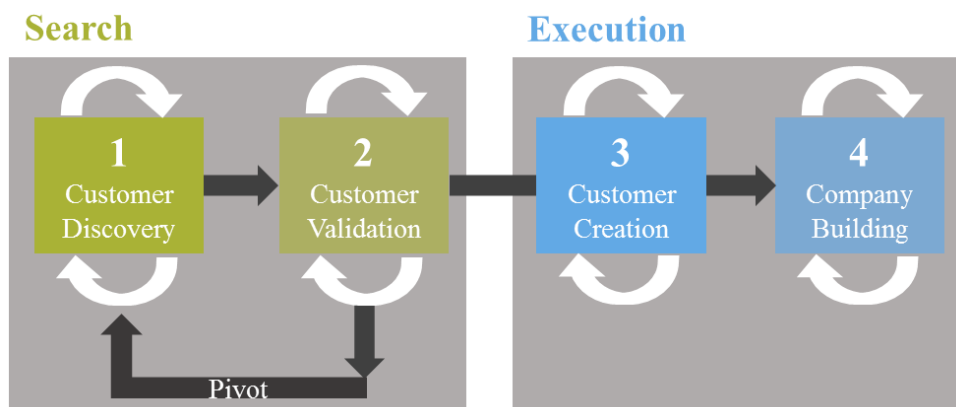 Search
Execution
1
Customer
Discovery
2
Customer
Validation
3
Customer
Creation
4
Company
Building
Pivot